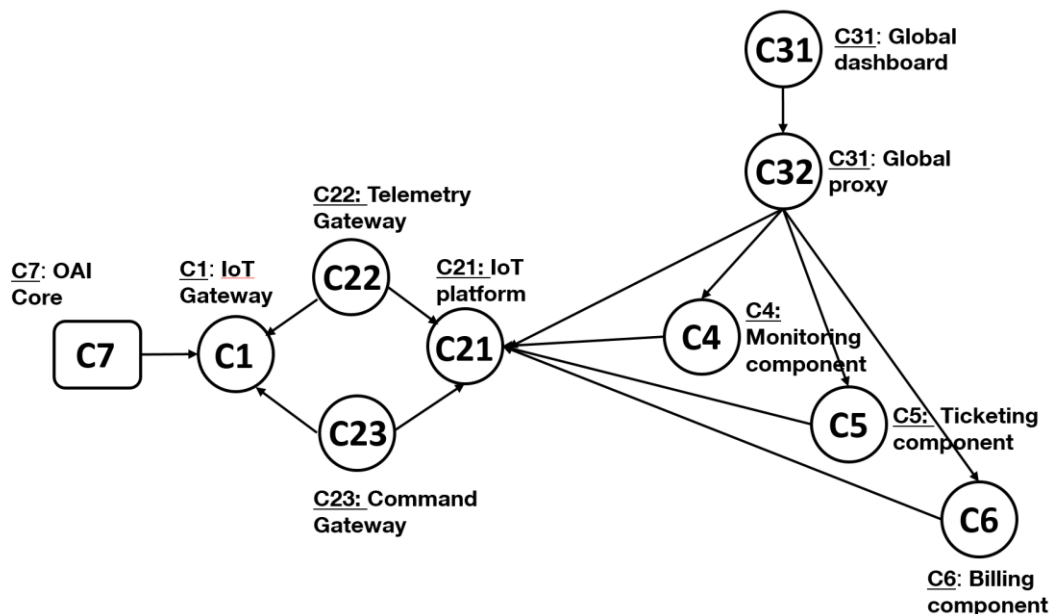 C31
C31: Global
dashboard
C32
C31: Global
proxy
C22: Telemetry
Gateway
C22
C7: OAI
Core
C1: IoT
Gateway
C21: IoT
platform
C7
C1
C21
C4
C4:
Monitoring
component
C23
C5
C5: Ticketing
component
C23: Command
Gateway
C6
C6: Billing
component